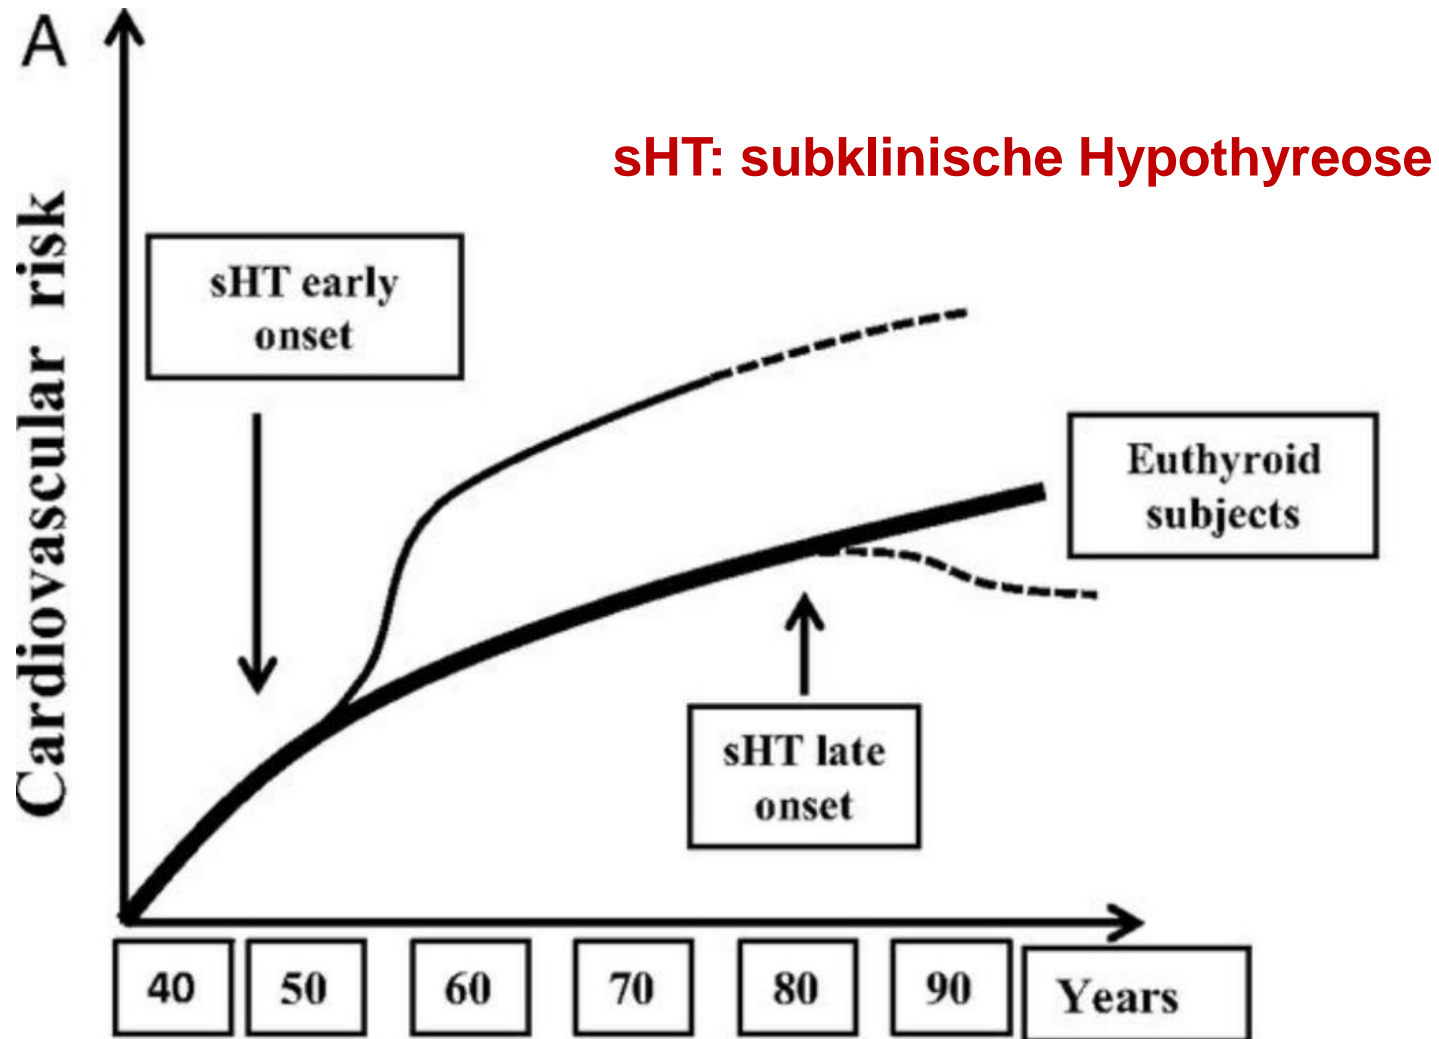 A
sHT: subklinische Hypothyreose
Cardiovascular risk
sHT early
onset
Euthyroid
subjects
sHT late
onset
40 50 60 70 80 90 Years